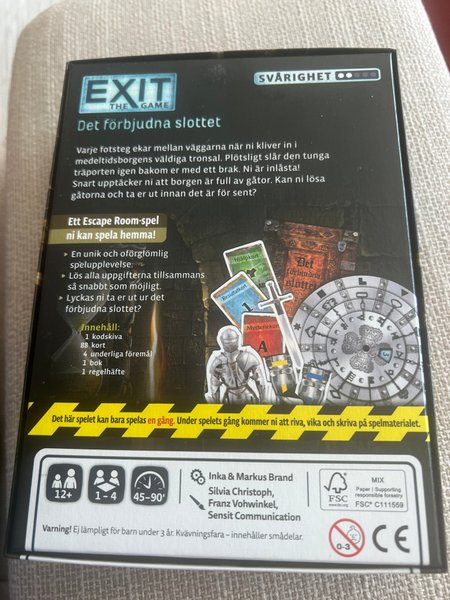 EXIT
THE GAME
SVÅRIGHET
Det förbjudna slottet
Varje fotsteg ekar mellan väggarna när ni kliver in i
medeltidsborgens väldiga tronsal. Plötsligt slår den tunga
träporten igen bakom er med ett brak. Ni är inlåsta!
Snart upptäcker ni att borgen är full av gåtor. Kan ni lösa
gåtorna och ta er ut innan det är för sent?
Ett Escape Room-spel
ni kan spela hemma!
En unik och oförglömlig
spelupplevelse.
Lös alla uppgifterna tillsammans
så snabbt som möjligt.
Lyckas ni ta er ut ur det
förbjudna slottet?
Innehåll:
1 kodskiva
88 kort
4 underliga föremål
1 bok
1 regelhäfte
Hjälpkort
A
Det
förbjudna
slottet
Det här spelet kan bara spelas en gång. Under spelets gång kommer ni att riva, vika och skriva på spelmaterialet.
12+
1–4
45–90'
Inka & Markus Brand
Silvia Christoph,
Franz Vohwinkel,
Sensit Communication
FSC
www.fsc.org
MIX
Paper | Supporting
responsible forestry
FSC® C111559
0-3
CE
Varning! Ej lämpligt för barn under 3 år. Kvävningsfara – innehåller smådelar.